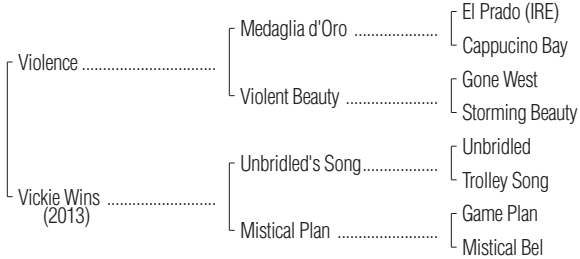 El Prado (IRE)
Medaglia d'Oro ....................
Cappucino Bay
Violence ................................
Gone West
Violent Beauty ......................
Storming Beauty
Unbridled
Unbridled's Song..................
Trolley Song
Vickie Wins ..........................
(2013)
Game Plan
Mistical Plan ........................
Mistical Bel